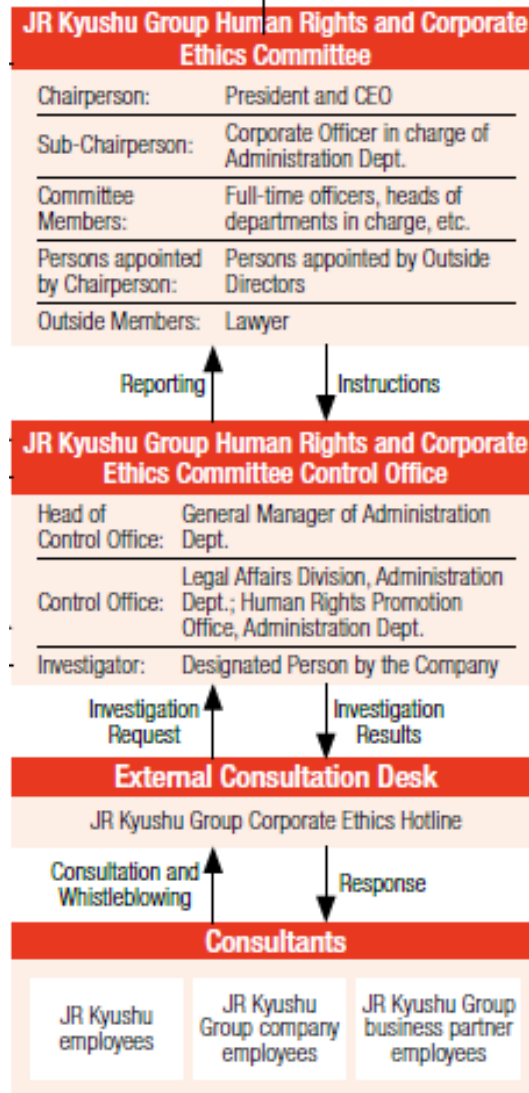 JR Kyushu Group Human Rights and Corporate
Ethics Committee
Chairperson: President and CEO
Sub-Chairperson: Corporate Officer in charge of
Administration Dept.
Committee Full-time officers, heads of
Members: departments in charge, etc.
Persons appointed Persons appointed by Outside
by Chairperson: Directors
Outside Members: Lawyer
Reporting Instructions
JR Kyushu Group Human Rights and Corporate
Ethics Committee Control Office
Head of General Manager of Administration
Control Office: Dept.
Legal Affairs Division, Administration
Control Office: Dept.; Human Rights Promotion
Office, Administration Dept.
Investigator: Designated Person by the Company
Investigation Investigation
Request Results
External Consultation Desk
JR Kyushu Group Corporate Ethics Hotline
Consultation and
Whistleblowing
Response
Consultants
JR Kyushu
employees
JR Kyushu
Group company
employees
JR Kyushu Group
business partner
employees